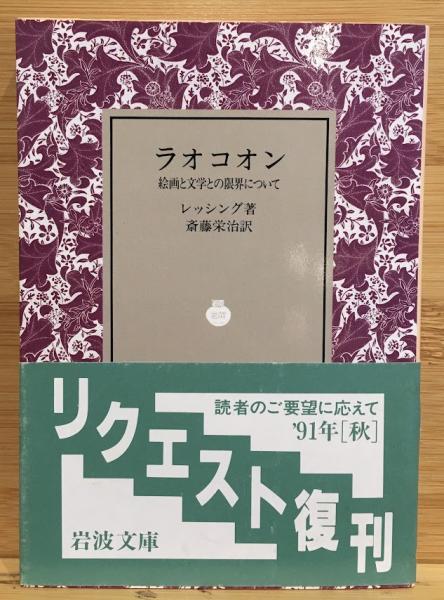 ラオコオン
絵画と文学との限界について
レッシング著
斎藤栄治訳
読者のご要望に応えて
'91年［秋］
リクエスト復刊
岩波文庫